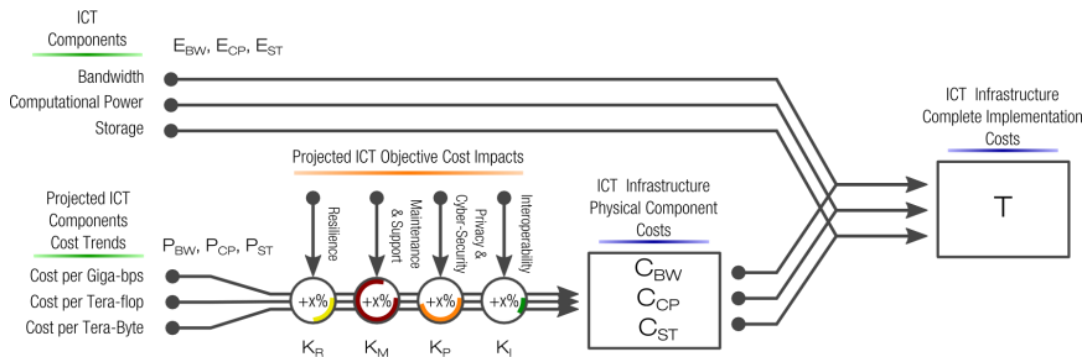 ICT
Components
E_BW, E_CP, E_ST
Bandwidth
Computational Power
Storage
ICT Infrastructure
Complete Implementation
Costs
T
Projected ICT Objective Cost Impacts
Resilience
Maintenance
& Support
Privacy &
Cyber-Security
Interoperability
ICT Infrastructure
Physical Component
Costs
C_BW
C_CP
C_ST
Projected ICT
Components
Cost Trends
P_BW, P_CP, P_ST
Cost per Giga-bps
Cost per Tera-flop
Cost per Tera-Byte
+x%
+x%
+x%
+x%
K_R
K_M
K_P
K_I